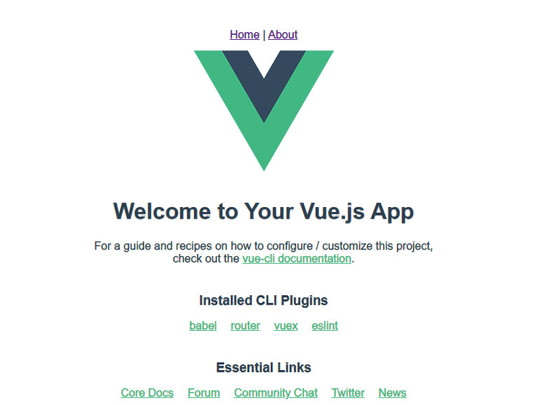 Home | About
Welcome to Your Vue.js App
For a guide and recipes on how to configure / customize this project,
check out the vue-cli documentation.
Installed CLI Plugins
babel router vuex eslint
Essential Links
Core Docs Forum Community Chat Twitter News